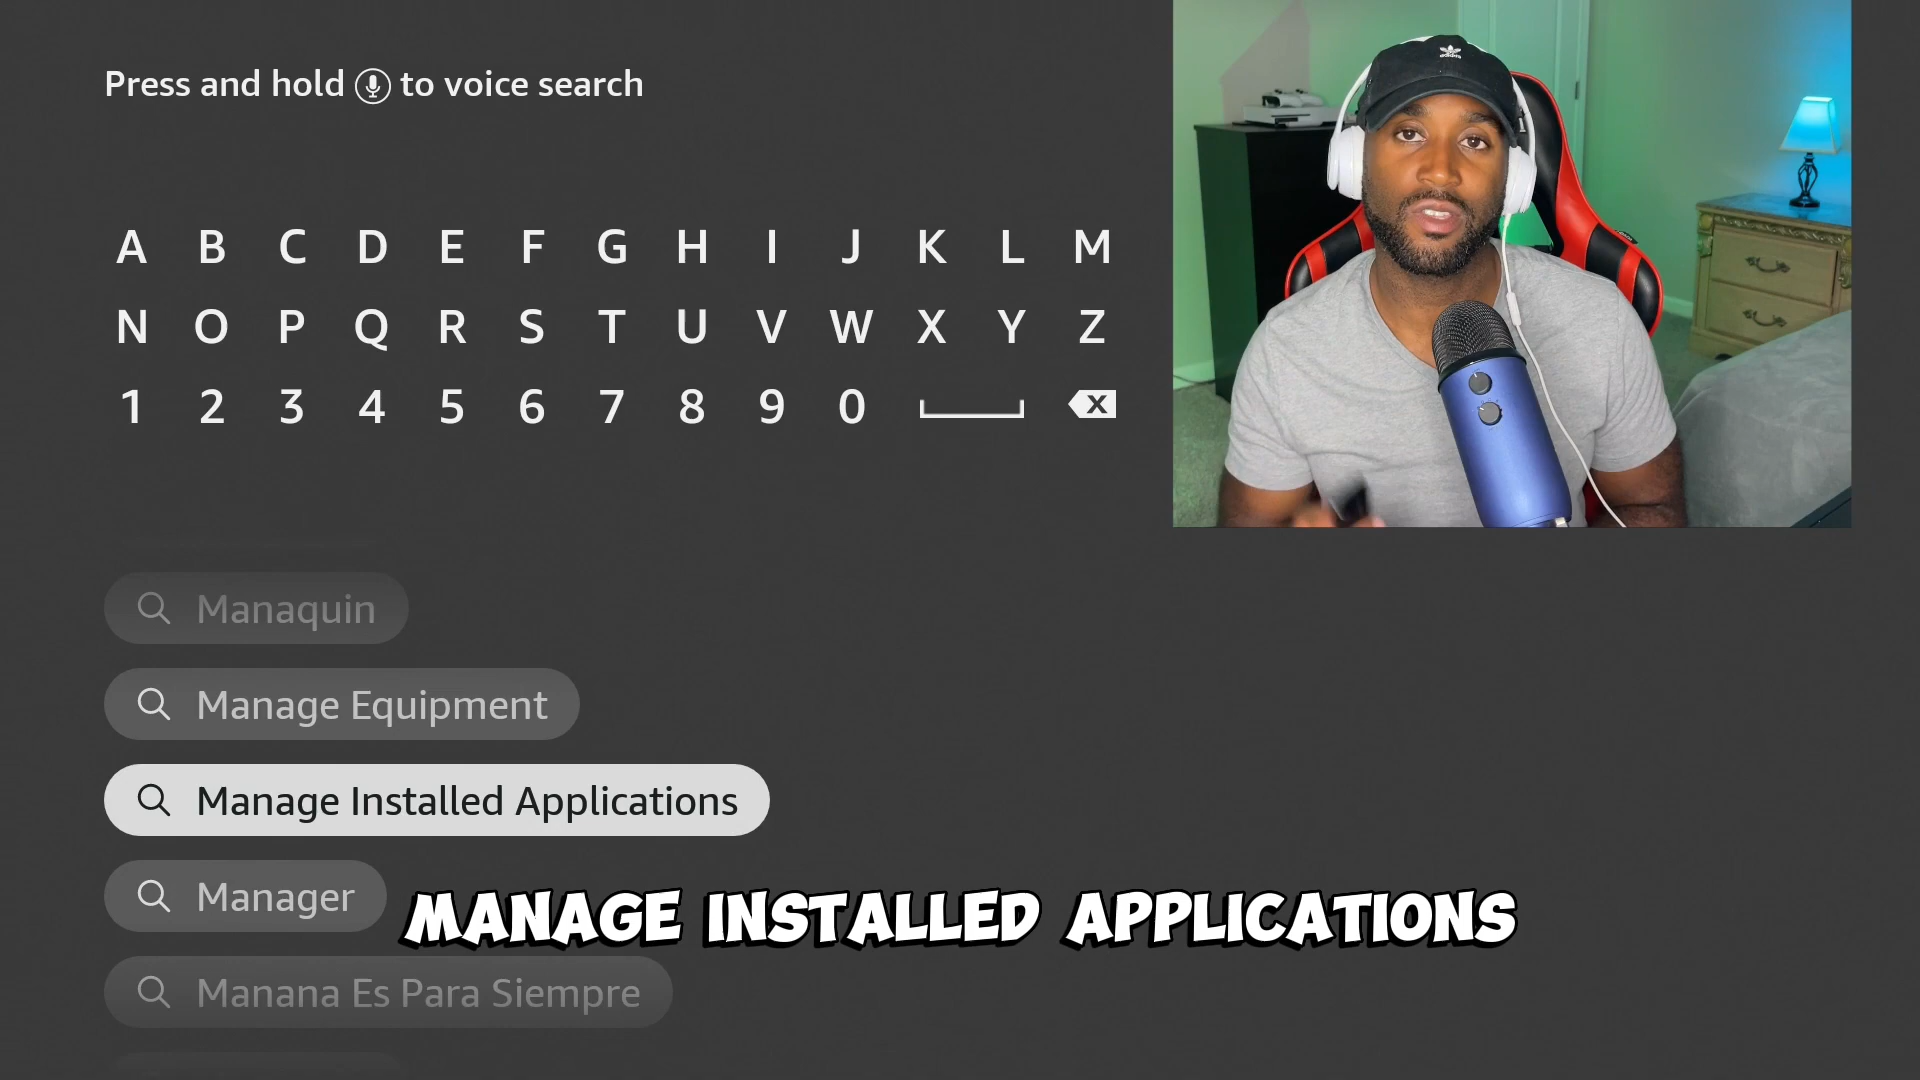 Press and hold to voice search
A B C D E F G H I J K L M
N O P Q R S T U V W X Y Z
1 2 3 4 5 6 7 8 9 0
adidas
Manaquin
Manage Equipment
Manage Installed Applications
Manager
MANAGE INSTALLED APPLICATIONS
Manana Es Para Siempre